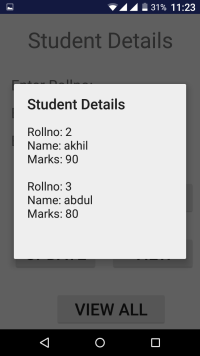 31% 11:23
Student Details
Enter Rollno:
Student Details
Rollno: 2
Name: akhil
Marks: 90
Rollno: 3
Name: abdul
Marks: 80
VIEW ALL